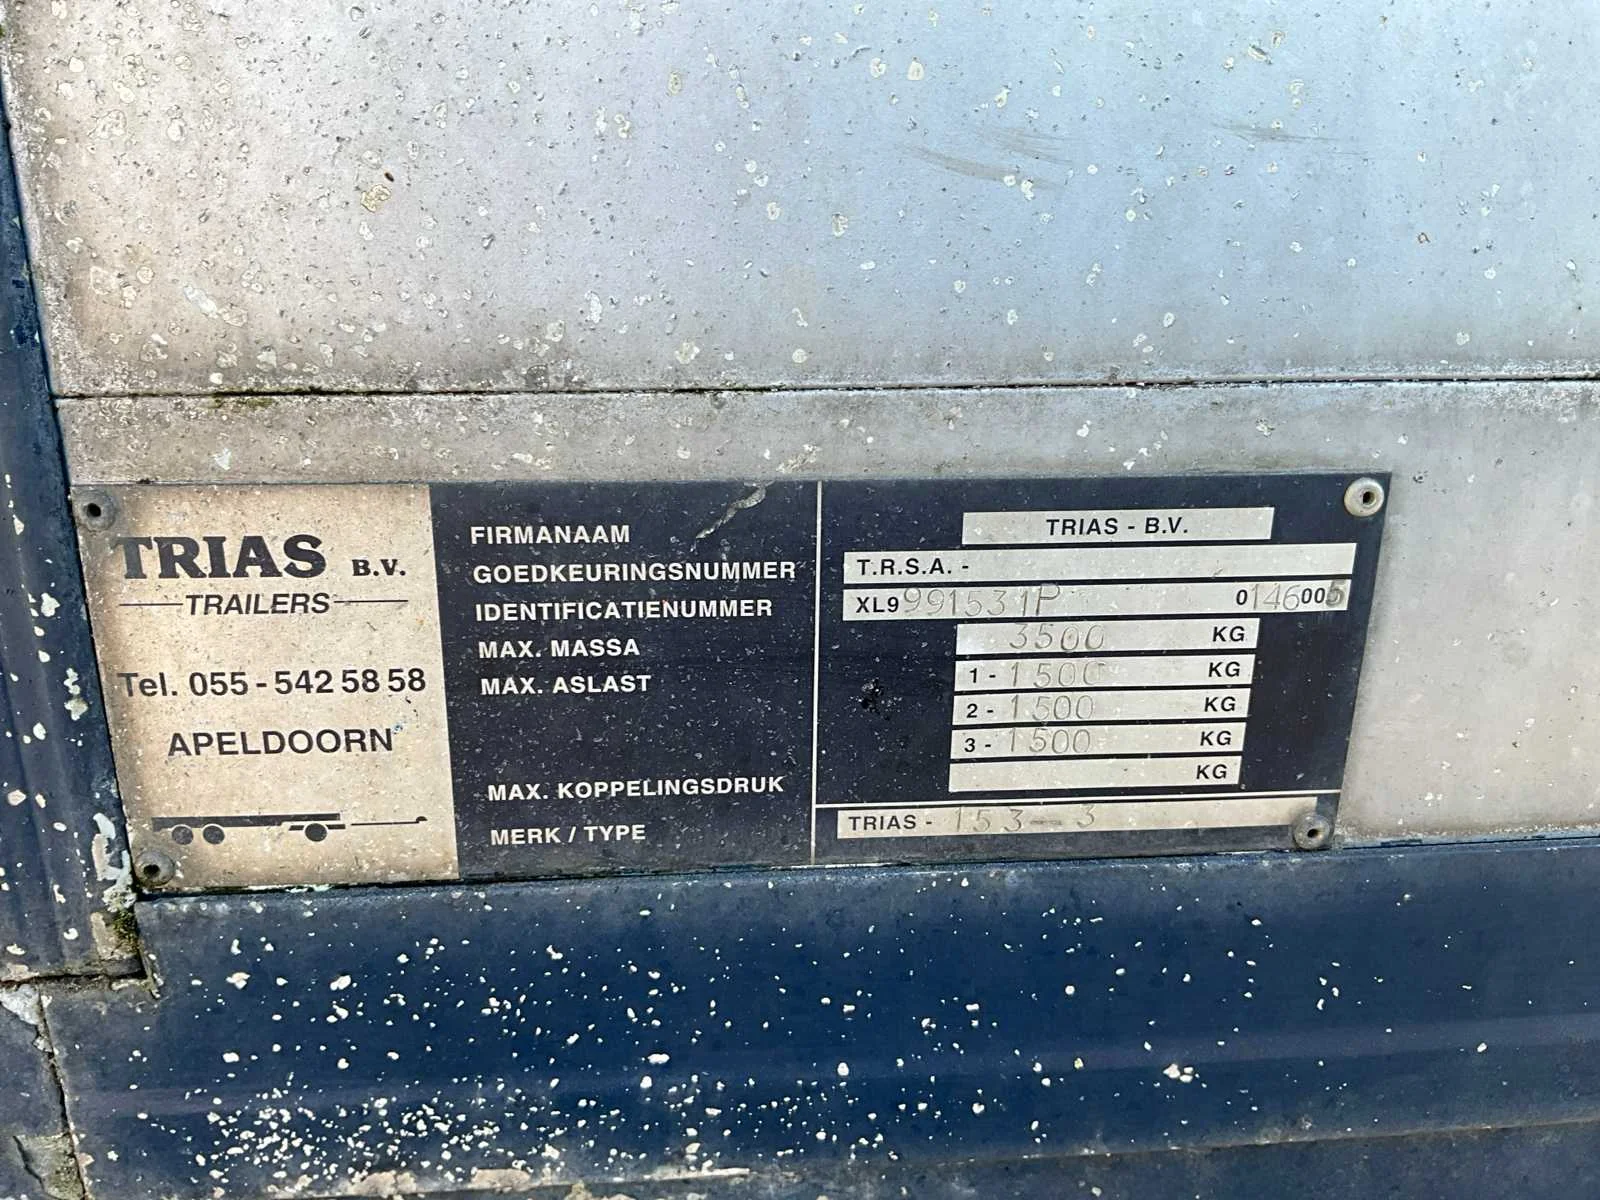 TRIAS B.V.
TRAILERS
Tel. 055 - 542 58 58
APELDOORN
FIRMANAAM TRIAS - B.V.
GOEDKEURINGSNUMMER T.R.S.A. -
IDENTIFICATIENUMMER XL9991531P 0146005
MAX. MASSA 3500 KG
MAX. ASLAST 1 - 1500 KG
2 - 1500 KG
3 - 1500 KG
MAX. KOPPELINGSDRUK KG
MERK / TYPE TRIAS - 153--3